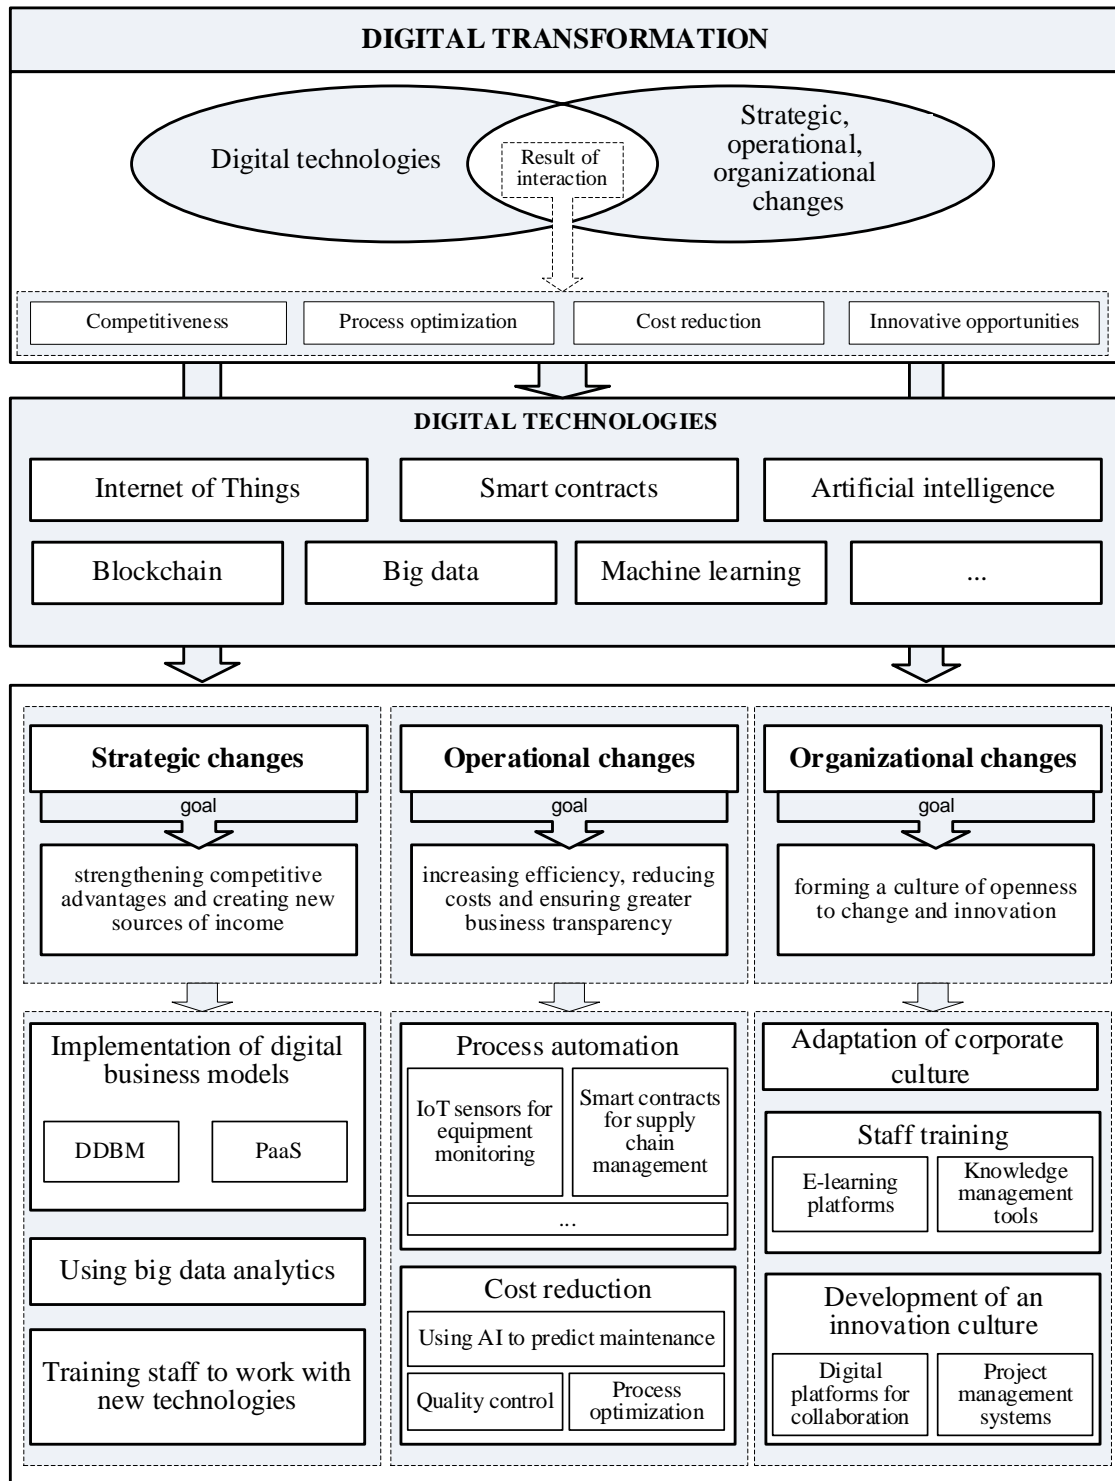 DIGITAL TRANSFORMATION
Digital technologies
Result of
interaction
Strategic,
operational,
organizational
changes
Competitiveness
Process optimization
Cost reduction
Innovative opportunities
DIGITAL TECHNOLOGIES
Internet of Things
Smart contracts
Artificial intelligence
Blockchain
Big data
Machine learning
...
Strategic changes
goal
strengthening competitive
advantages and creating new
sources of income
Operational changes
goal
increasing efficiency, reducing
costs and ensuring greater
business transparency
Organizational changes
goal
forming a culture of openness
to change and innovation
Implementation of digital
business models
DDBM
PaaS
Using big data analytics
Training staff to work with
new technologies
Process automation
IoT sensors for
equipment
monitoring
Smart contracts
for supply
chain
management
...
Cost reduction
Using AI to predict maintenance
Quality control
Process
optimization
Adaptation of corporate
culture
Staff training
E-learning
platforms
Knowledge
management
tools
Development of an
innovation culture
Digital
platforms for
collaboration
Project
management
systems